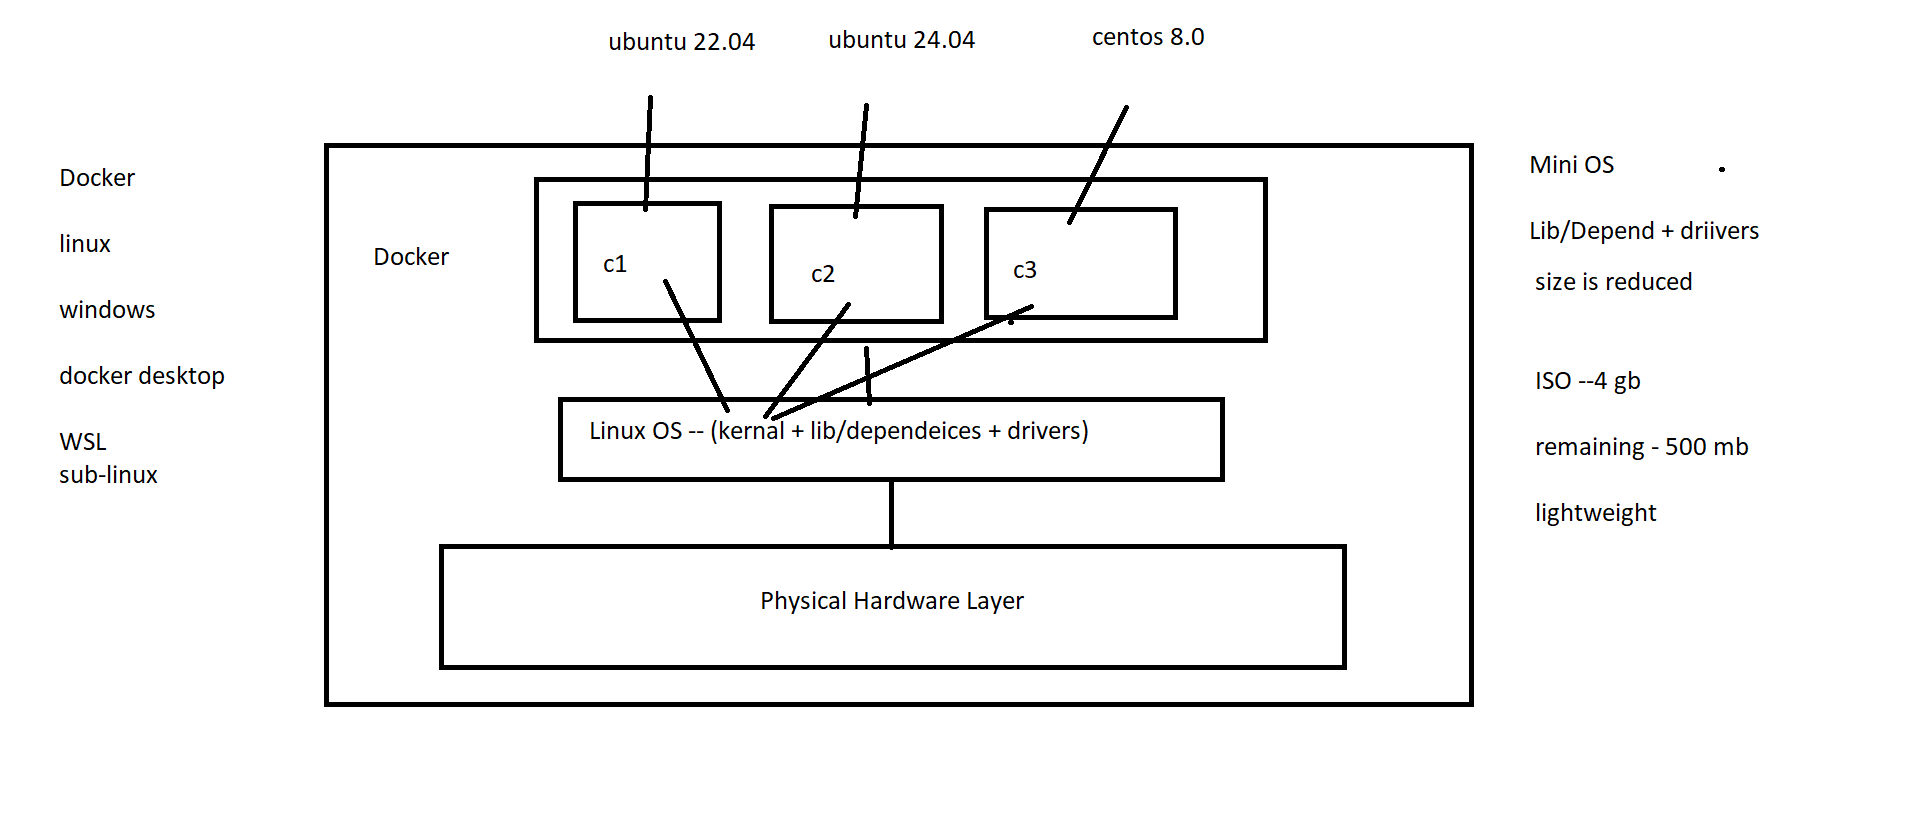 ubuntu 22.04
ubuntu 24.04
centos 8.0
Docker
linux
windows
docker desktop
WSL
sub-linux
Docker
c1
c2
c3
Linux OS -- (kernal + lib/dependeices + drivers)
Physical Hardware Layer
Mini OS
Lib/Depend + driivers
size is reduced
ISO --4 gb
remaining - 500 mb
lightweight